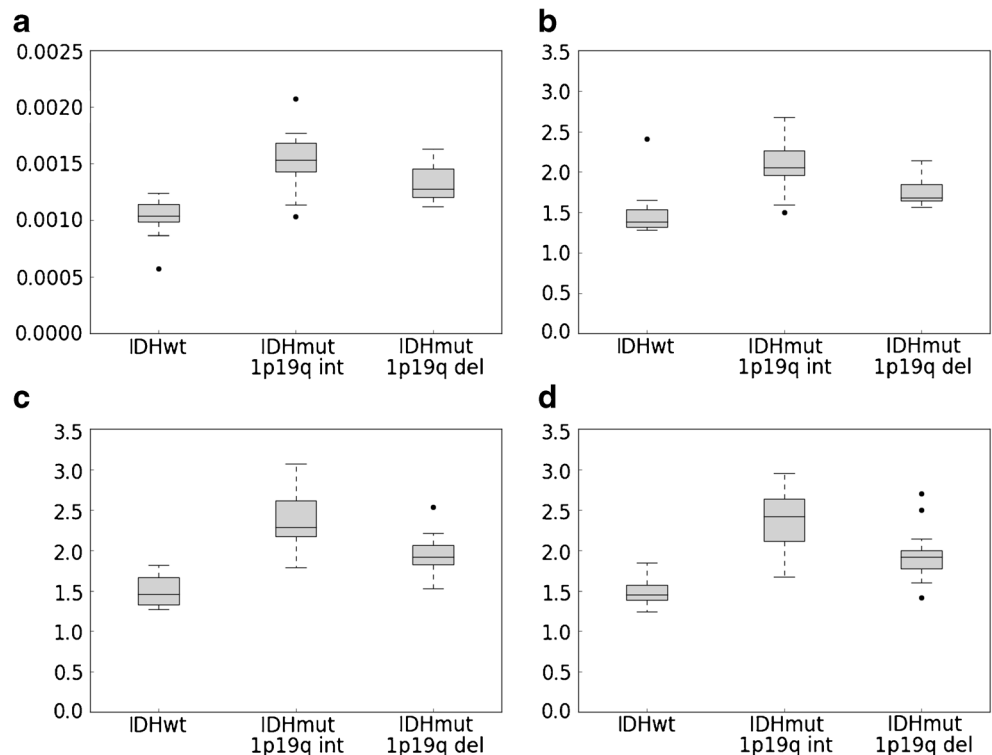 a
0.0025
0.0020
0.0015
0.0010
0.0005
0.0000
IDHwt
IDHmut
1p19q int
IDHmut
1p19q del
b
3.5
3.0
2.5
2.0
1.5
1.0
0.5
0.0
IDHwt
IDHmut
1p19q int
IDHmut
1p19q del
c
3.5
3.0
2.5
2.0
1.5
1.0
0.5
0.0
IDHwt
IDHmut
1p19q int
IDHmut
1p19q del
d
3.5
3.0
2.5
2.0
1.5
1.0
0.5
0.0
IDHwt
IDHmut
1p19q int
IDHmut
1p19q del